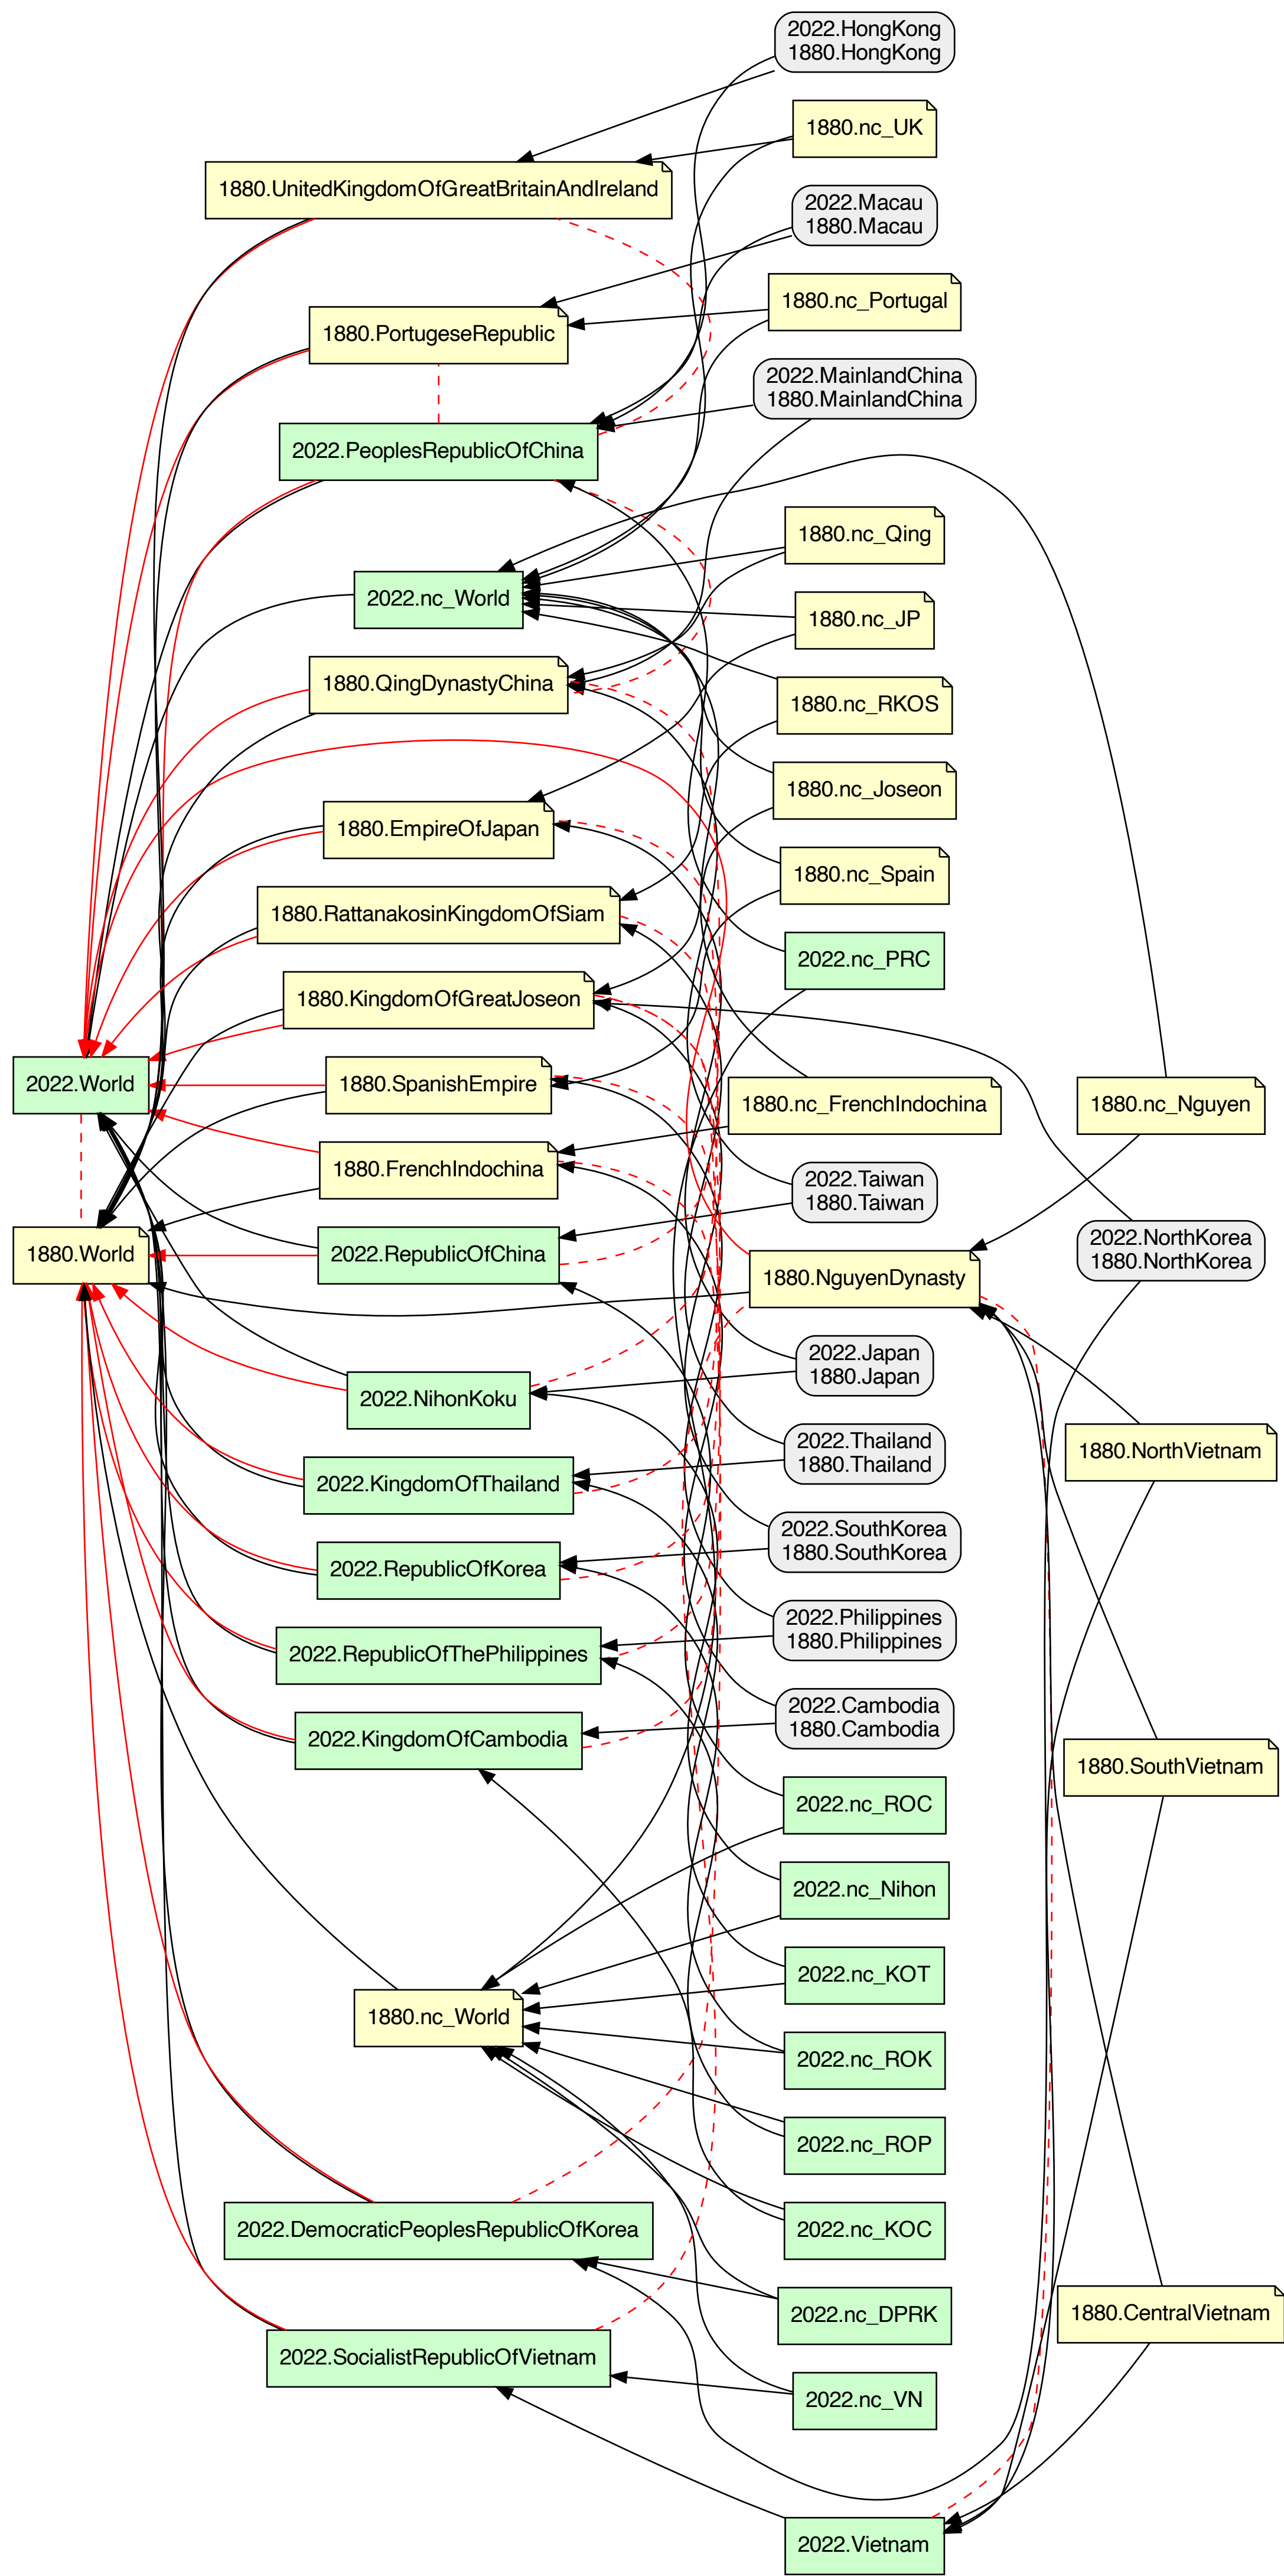 2022.HongKong
1880.HongKong
1880.nc_UK
1880.UnitedKingdomOfGreatBritainAndIreland
2022.Macau
1880.Macau
1880.nc_Portugal
1880.PortugeseRepublic
2022.MainlandChina
1880.MainlandChina
2022.PeoplesRepublicOfChina
1880.nc_Qing
2022.nc_World
1880.nc_JP
1880.QingDynastyChina
1880.nc_RKOS
1880.nc_Joseon
1880.EmpireOfJapan
1880.nc_Spain
1880.RattanakosinKingdomOfSiam
2022.nc_PRC
1880.KingdomOfGreatJoseon
2022.World
1880.SpanishEmpire
1880.nc_FrenchIndochina
1880.nc_Nguyen
1880.FrenchIndochina
2022.Taiwan
1880.Taiwan
1880.World
2022.RepublicOfChina
2022.NorthKorea
1880.NorthKorea
1880.NguyenDynasty
2022.Japan
1880.Japan
2022.NihonKoku
2022.Thailand
1880.Thailand
1880.NorthVietnam
2022.KingdomOfThailand
2022.SouthKorea
1880.SouthKorea
2022.RepublicOfKorea
2022.Philippines
1880.Philippines
2022.RepublicOfThePhilippines
2022.Cambodia
1880.Cambodia
2022.KingdomOfCambodia
1880.SouthVietnam
2022.nc_ROC
2022.nc_Nihon
2022.nc_KOT
1880.nc_World
2022.nc_ROK
2022.nc_ROP
2022.DemocraticPeoplesRepublicOfKorea
2022.nc_KOC
2022.nc_DPRK
1880.CentralVietnam
2022.SocialistRepublicOfVietnam
2022.nc_VN
2022.Vietnam